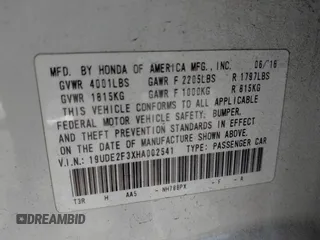 MFD. BY HONDA OF AMERICA MFG., INC. 06/16
GVWR 4001LBS GAWR F 2205LBS R 1797LBS
GVWR 1815KG GAWR F 1000KG R 815KG
THIS VEHICLE CONFORMS TO ALL APPLICABLE
FEDERAL MOTOR VEHICLE SAFETY, BUMPER,
AND THEFT PREVENTION STANDARDS IN EFFECT
ON THE DATE OF MANUFACTURE SHOWN ABOVE.
V.I.N.: 19UDE2F3XHA002541 TYPE: PASSENGER CAR
T3R H AA5 - NH788PX - F - A
DREAMBID